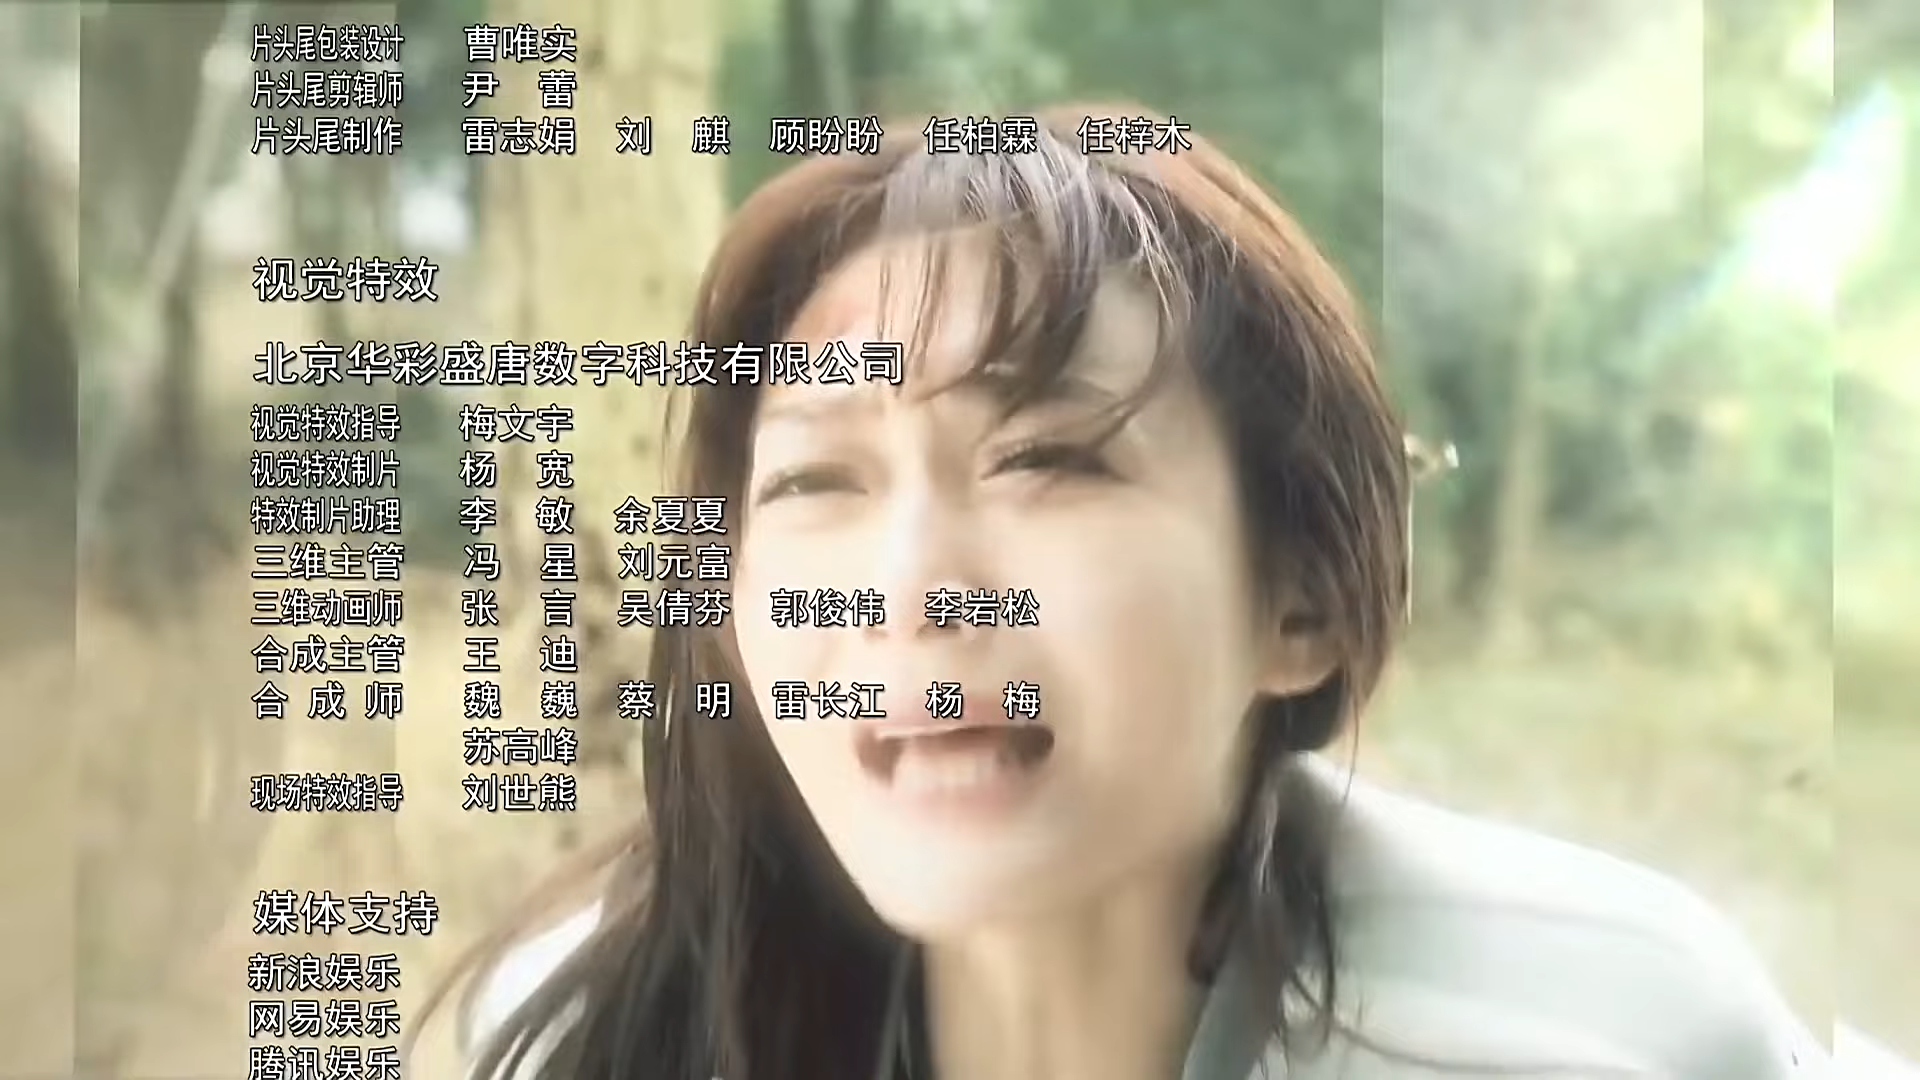 片头尾包装设计 曹唯实
片头尾剪辑师 尹 蕾
片头尾制作 雷志娟 刘 麒 顾盼盼 任柏霖 任梓木
视觉特效
北京华彩盛唐数字科技有限公司
视觉特效指导 梅文宇
视觉特效制片 杨 宽
特效制片助理 李 敏 余夏夏
三维主管 冯 星 刘元富
三维动画师 张 言 吴倩芬 郭俊伟 李岩松
合成主管 王 迪
合成师 魏 巍 蔡 明 雷长江 杨 梅
苏高峰
现场特效指导 刘世熊
媒体支持
新浪娱乐
网易娱乐
腾讯娱乐